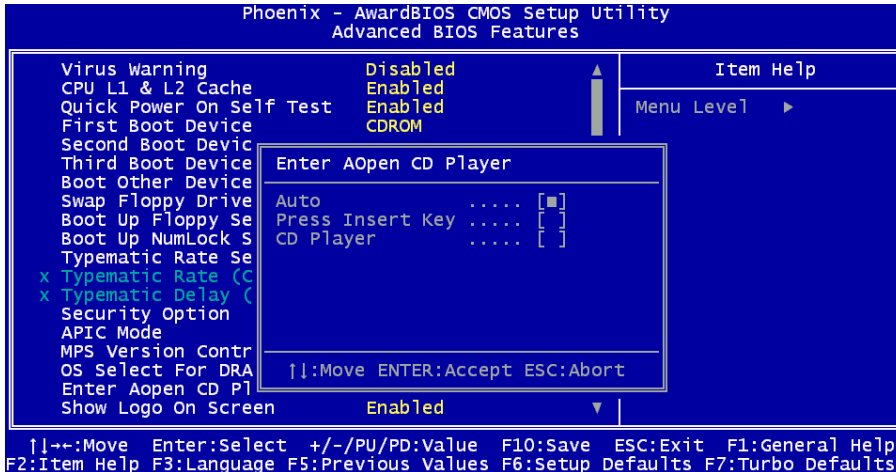 Phoenix - AwardBIOS CMOS Setup Utility
Advanced BIOS Features
Virus Warning Disabled
CPU L1 & L2 Cache Enabled
Quick Power On Self Test Enabled
First Boot Device CDROM
Second Boot Devic
Third Boot Device
Boot Other Device
Swap Floppy Drive
Boot Up Floppy Se
Boot Up NumLock S
Typematic Rate Se
x Typematic Rate (C
x Typematic Delay (
Security Option
APIC Mode
MPS Version Contr
OS Select For DRA
Enter Aopen CD Pl
Show Logo On Screen Enabled
Item Help
Menu Level ▶
Enter AOpen CD Player
Auto ..... [■]
Press Insert Key ..... [ ]
CD Player ..... [ ]
↑↓:Move ENTER:Accept ESC:Abort
↑↓→←:Move Enter:Select +/-/PU/PD:Value F10:Save ESC:Exit F1:General Help
F2:Item Help F3:Language F5:Previous Values F6:Setup Defaults F7:Turbo Defaults